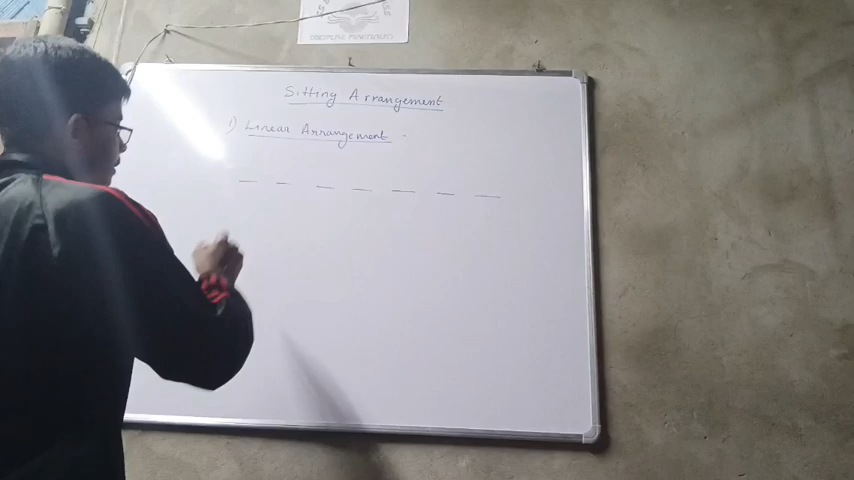 Sitting Arrangement
1) Linear Arrangement -
_ _ _ _ _ _ _